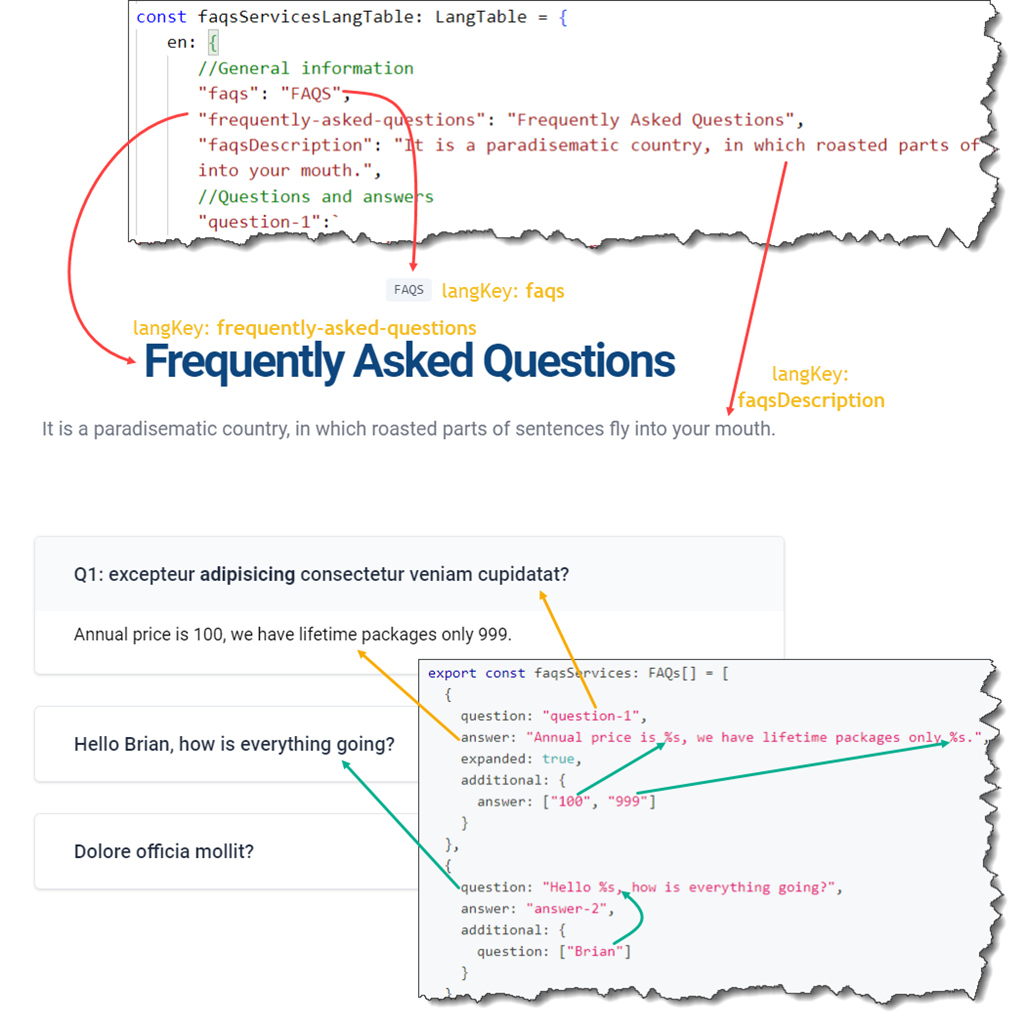 const faqsServicesLangTable: LangTable = {
en: {
//General information
"faqs": "FAQS",
"frequently-asked-questions": "Frequently Asked Questions",
"faqsDescription": "It is a paradisematic country, in which roasted parts of
into your mouth.",
//Questions and answers
"question-1":`
FAQS langKey: faqs
langKey: frequently-asked-questions
Frequently Asked Questions
langKey:
faqsDescription
It is a paradisematic country, in which roasted parts of sentences fly into your mouth.
Q1: excepteur adipisicing consectetur veniam cupidatat?
Annual price is 100, we have lifetime packages only 999.
Hello Brian, how is everything going?
Dolore officia mollit?
export const faqsServices: FAQs[] = [
{
question: "question-1",
answer: "Annual price is %s, we have lifetime packages only %s.",
expanded: true,
additional: {
answer: ["100", "999"]
}
},
{
question: "Hello %s, how is everything going?",
answer: "answer-2",
additional: {
question: ["Brian"]
}
}